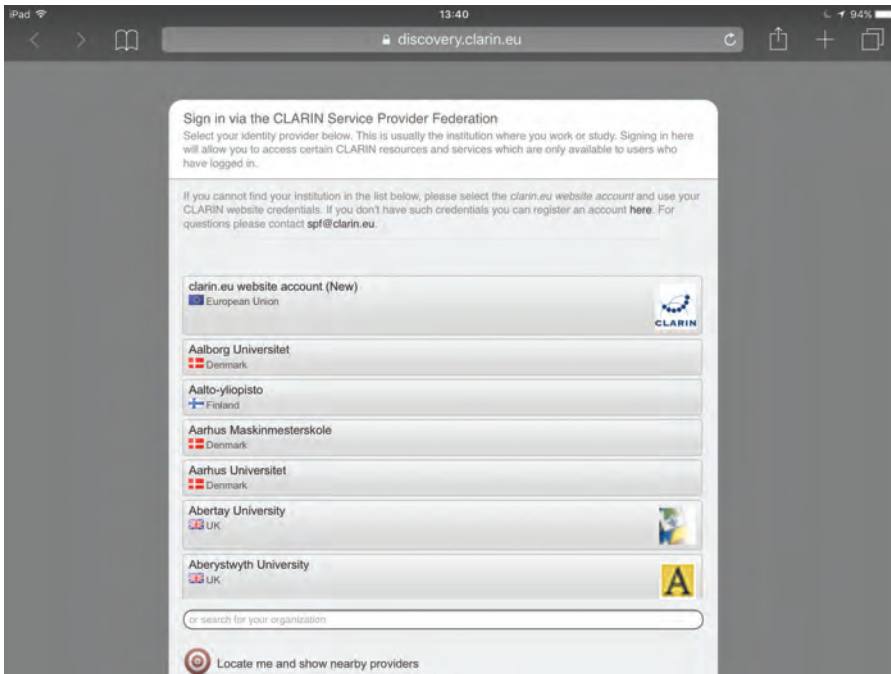 iPad
13:40
94%
discovery.clarin.eu
Sign in via the CLARIN Service Provider Federation
Select your identity provider below. This is usually the institution where you work or study. Signing in here
will allow you to access certain CLARIN resources and services which are only available to users who
have logged in.
If you cannot find your institution in the list below, please select the clarin.eu website account and use your
CLARIN website credentials. If you don't have such credentials you can register an account here. For
questions please contact spf@clarin.eu.
clarin.eu website account (New)
European Union
CLARIN
Aalborg Universitet
Denmark
Aalto-yliopisto
Finland
Aarhus Maskinmesterskole
Denmark
Aarhus Universitet
Denmark
Abertay University
UK
Aberystwyth University
UK
A
or search for your organization
Locate me and show nearby providers